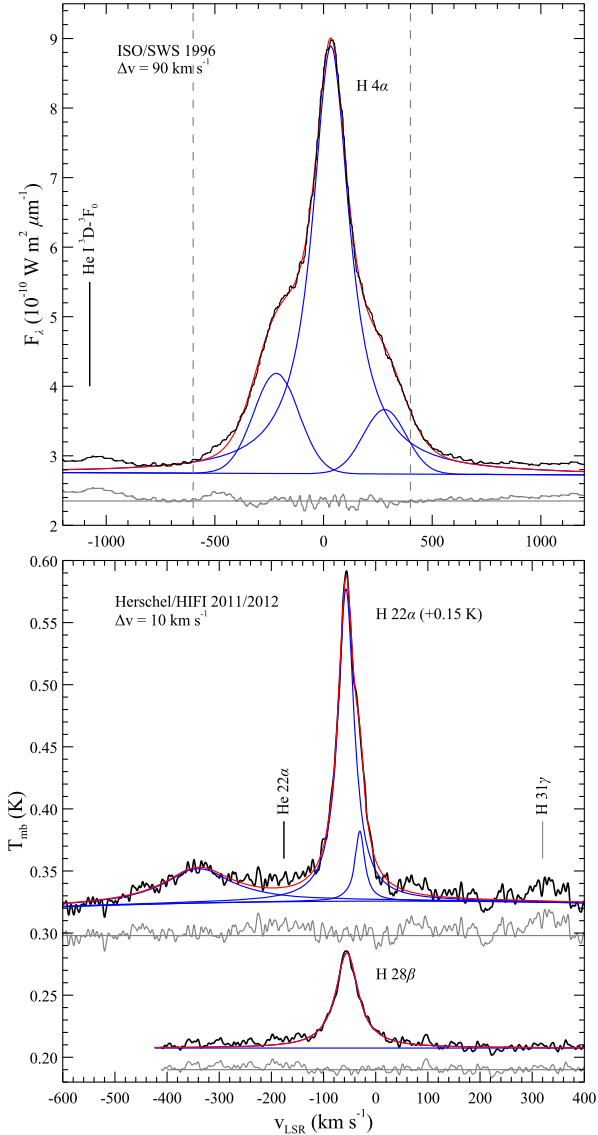 ISO/SWS 1996
Δv = 90 km s⁻¹
H 4α
He I ³D-³F₀
F_λ (10⁻¹⁰ W m² μm⁻¹)
9
8
7
6
5
4
3
2
-1000 -500 0 500 1000
Herschel/HIFI 2011/2012
Δv = 10 km s⁻¹
H 22α (+0.15 K)
He 22α
H 31γ
H 28β
T_mb (K)
0.60
0.55
0.50
0.45
0.40
0.35
0.30
0.25
0.20
-600 -500 -400 -300 -200 -100 0 100 200 300 400
v_LSR (km s⁻¹)